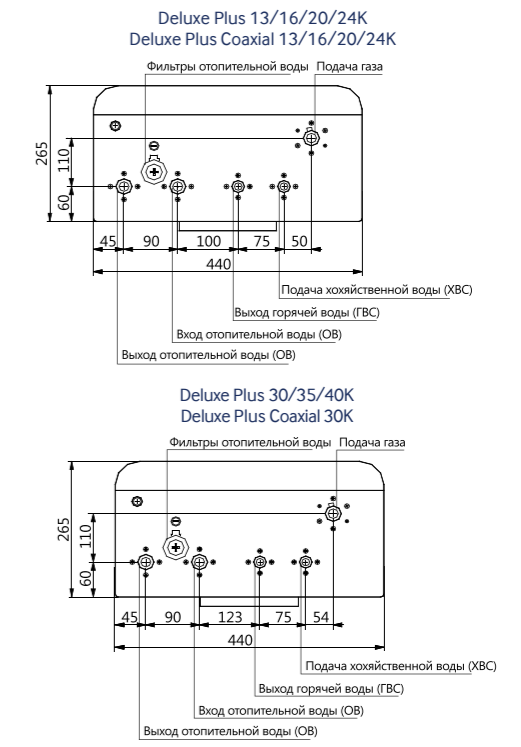 Deluxe Plus 13/16/20/24K
Deluxe Plus Coaxial 13/16/20/24K
Фильтры отопительной воды Подача газа
265
110
60
45 90 100 75 50
440
Подача хохяйственной воды (ХВС)
Выход горячей воды (ГВС)
Вход отопительной воды (ОВ)
Выход отопительной воды (ОВ)
Deluxe Plus 30/35/40K
Deluxe Plus Coaxial 30K
Фильтры отопительной воды Подача газа
265
110
60
45 90 123 75 54
440
Подача хохяйственной воды (ХВС)
Выход горячей воды (ГВС)
Вход отопительной воды (ОВ)
Выход отопительной воды (ОВ)